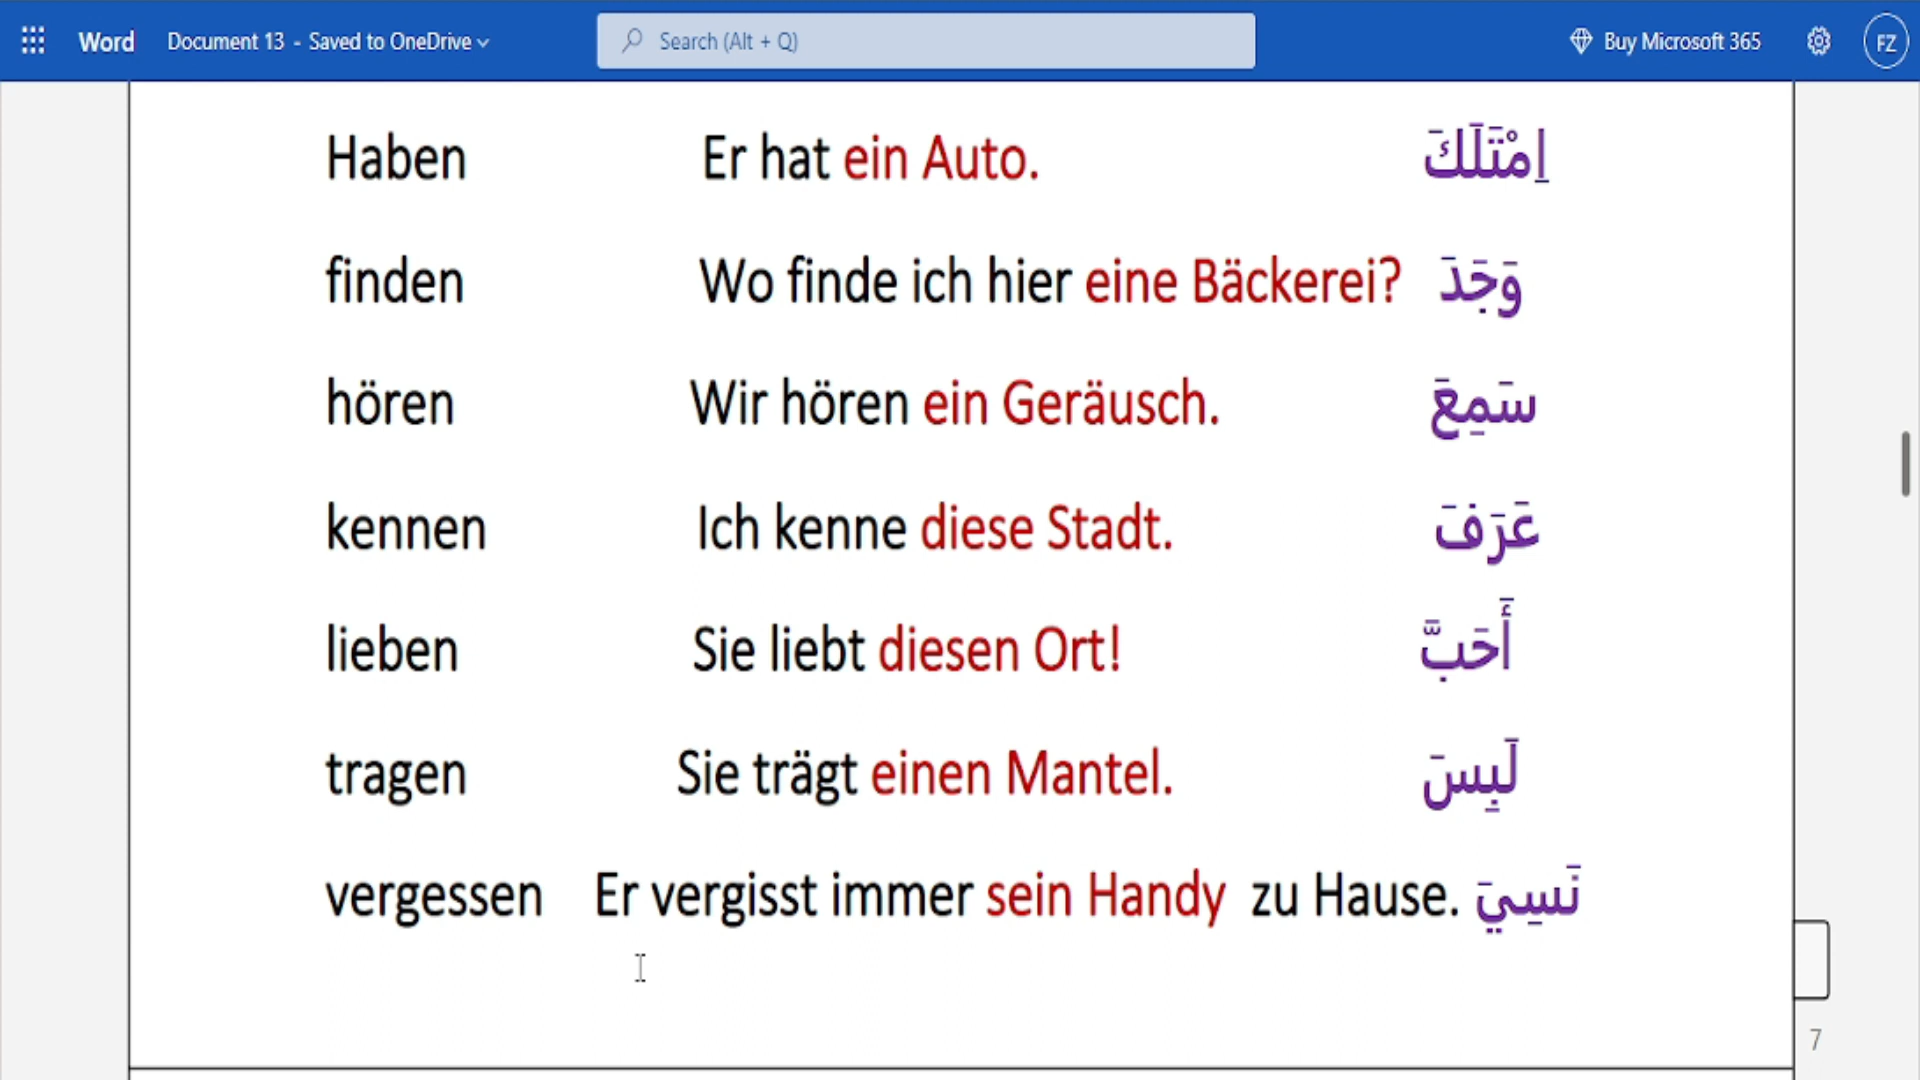 Word Document 13 - Saved to OneDrive Search (Alt + Q) Buy Microsoft 365 FZ
Haben Er hat ein Auto. اِمْتَلَكَ
finden Wo finde ich hier eine Bäckerei? وَجَدَ
hören Wir hören ein Geräusch. سَمِعَ
kennen Ich kenne diese Stadt. عَرَفَ
lieben Sie liebt diesen Ort! أَحَبَّ
tragen Sie trägt einen Mantel. لَبِسَ
vergessen Er vergisst immer sein Handy zu Hause. نَسِيَ
7